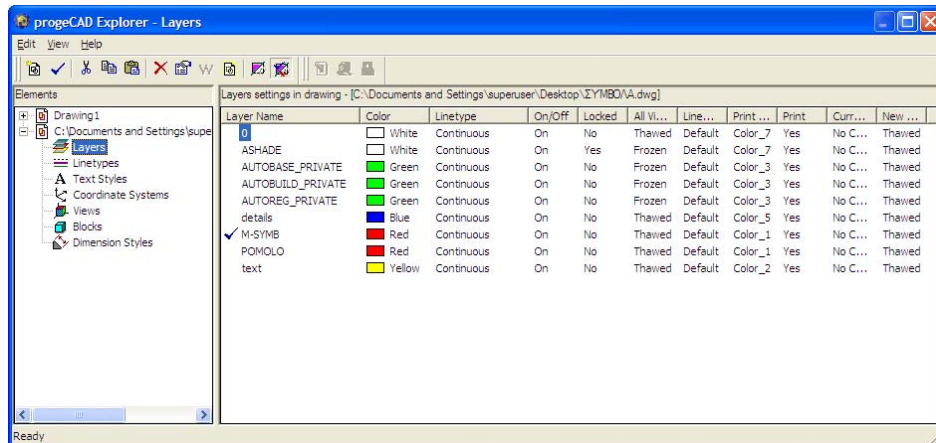 progeCAD Explorer - Layers
Edit View Help
Elements
Layers settings in drawing - [C:\Documents and Settings\superuser\Desktop\ΣΥΜΒΟΛΑ.dwg]
Drawing1
C:\Documents and Settings\supe
Layers
Linetypes
Text Styles
Coordinate Systems
Views
Blocks
Dimension Styles
Layer Name Color Linetype On/Off Locked All Vi... Line... Print ... Print Curr... New ...
0 White Continuous On No Thawed Default Color_7 Yes No C... Thawed
ASHADE White Continuous On Yes Frozen Default Color_7 Yes No C... Thawed
AUTOBASE_PRIVATE Green Continuous On No Frozen Default Color_3 Yes No C... Thawed
AUTOBUILD_PRIVATE Green Continuous On No Frozen Default Color_3 Yes No C... Thawed
AUTOREG_PRIVATE Green Continuous On No Frozen Default Color_3 Yes No C... Thawed
details Blue Continuous On No Thawed Default Color_5 Yes No C... Thawed
M-SYMB Red Continuous On No Thawed Default Color_1 Yes No C... Thawed
POMOLO Red Continuous On No Thawed Default Color_1 Yes No C... Thawed
text Yellow Continuous On No Thawed Default Color_2 Yes No C... Thawed
Ready